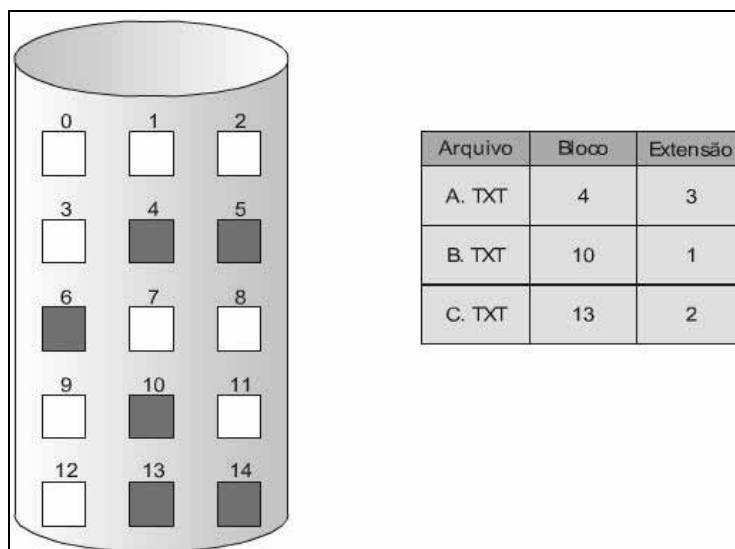 0 1 2
3 4 5
6 7 8
9 10 11
12 13 14
Arquivo Bloco Extensão
A. TXT 4 3
B. TXT 10 1
C. TXT 13 2